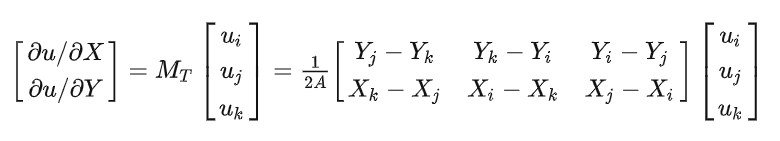 [∂u/∂X ∂u/∂Y] = M_T [u_i u_j u_k] = 1/2A [Y_j − Y_k Y_k − Y_i Y_i − Y_j X_k − X_j X_i − X_k X_j − X_i] [u_i u_j u_k]